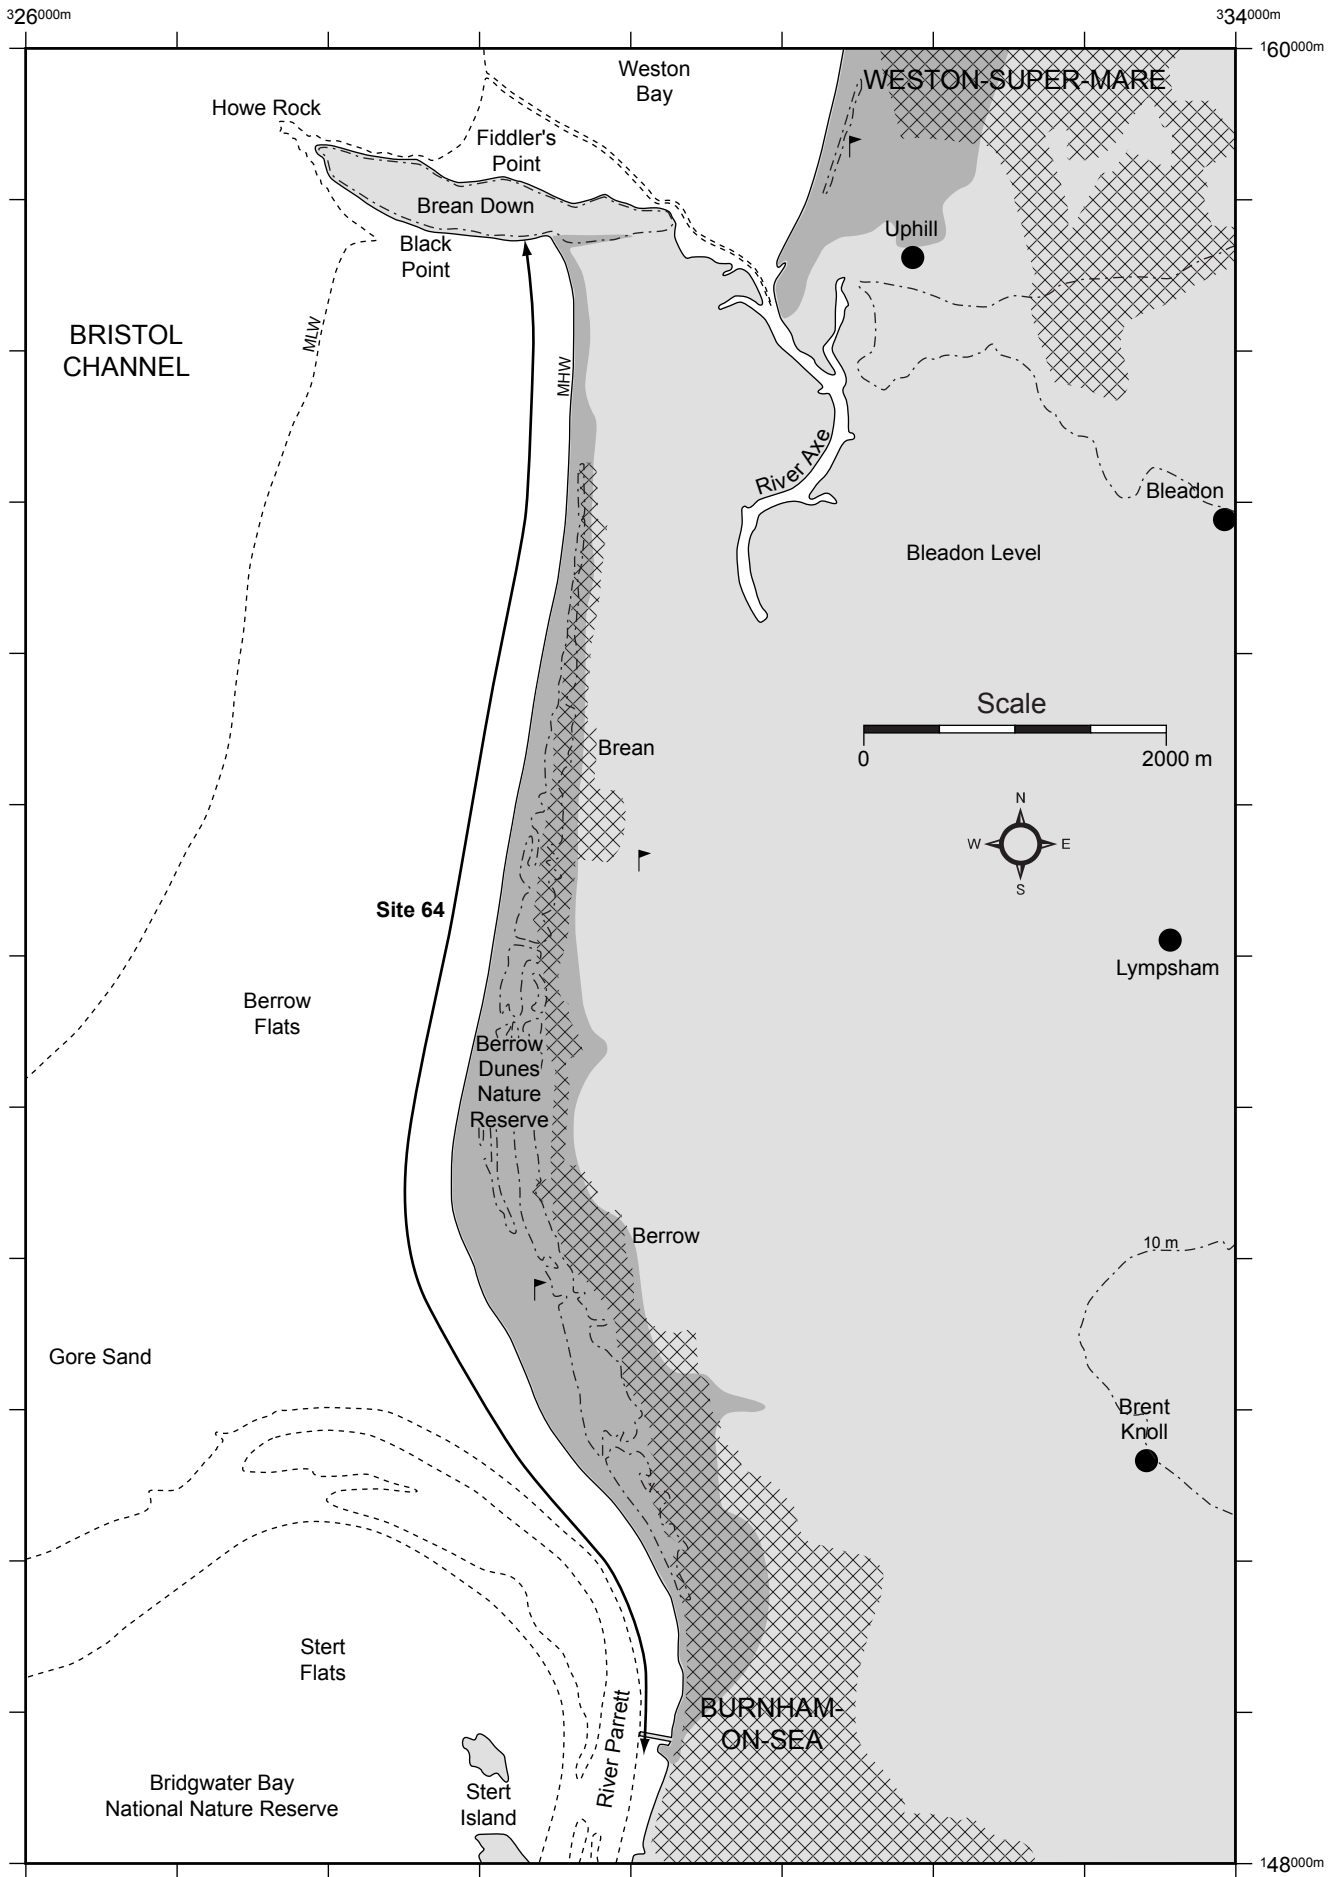 326000m
334000m
160000m
Weston
Bay
WESTON-SUPER-MARE
Howe Rock
Fiddler's
Point
Brean Down
Uphill
Black
Point
BRISTOL
CHANNEL
MLW
MHW
River Axe
Bleadon
Bleadon Level
Scale
0
2000 m
Brean
N
W
E
S
Site 64
Lympsham
Berrow
Flats
Berrow
Dunes
Nature
Reserve
Berrow
10 m
Gore Sand
Brent
Knoll
Stert
Flats
River Parrett
BURNHAM-
ON-SEA
Bridgwater Bay
National Nature Reserve
Stert
Island
148000m